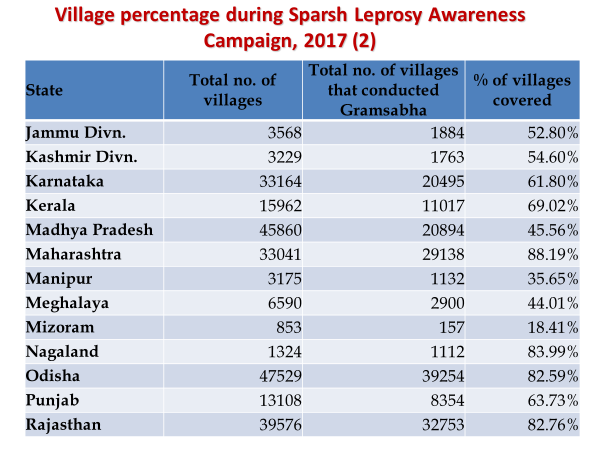 Village percentage during Sparsh Leprosy Awareness
Campaign, 2017 (2)
State Total no. of villages Total no. of villages that conducted Gramsabha % of villages covered
Jammu Divn. 3568 1884 52.80%
Kashmir Divn. 3229 1763 54.60%
Karnataka 33164 20495 61.80%
Kerala 15962 11017 69.02%
Madhya Pradesh 45860 20894 45.56%
Maharashtra 33041 29138 88.19%
Manipur 3175 1132 35.65%
Meghalaya 6590 2900 44.01%
Mizoram 853 157 18.41%
Nagaland 1324 1112 83.99%
Odisha 47529 39254 82.59%
Punjab 13108 8354 63.73%
Rajasthan 39576 32753 82.76%